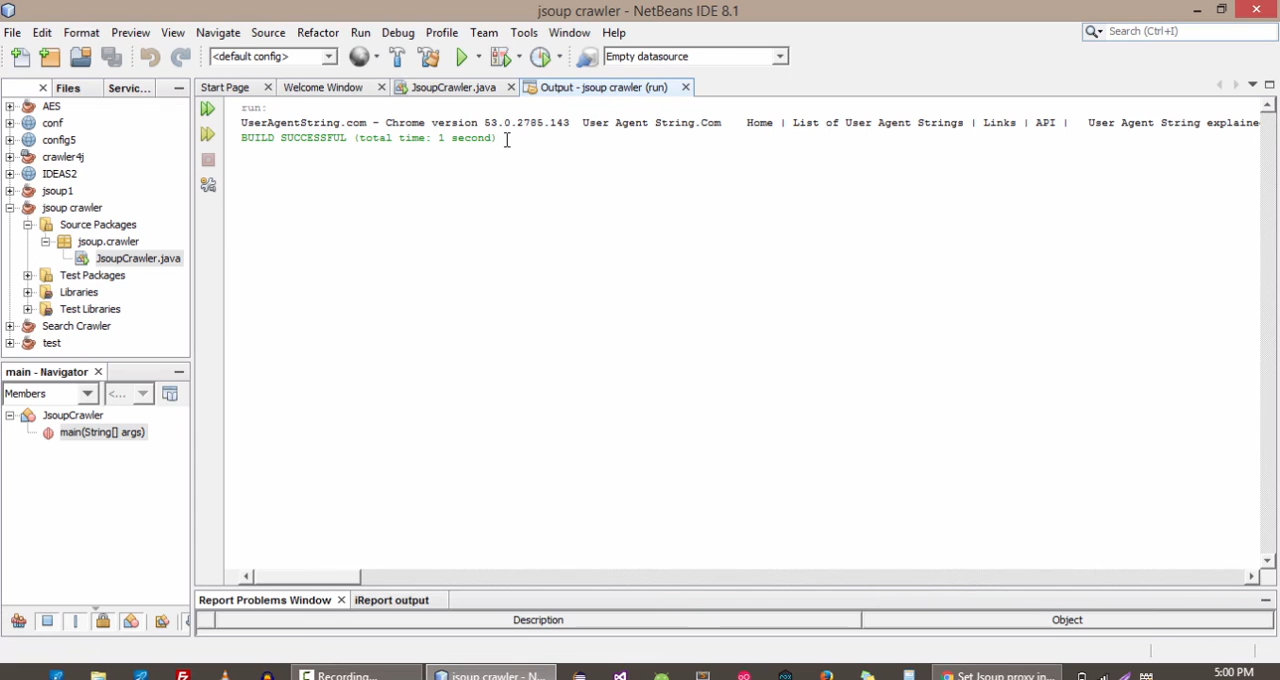 jsoup crawler - NetBeans IDE 8.1
File Edit Format Preview View Navigate Source Refactor Run Debug Profile Team Tools Window Help
Search (Ctrl+I)
<default config>
Empty datasource
Files Servic...
Start Page Welcome Window JsoupCrawler.java Output - jsoup crawler (run)
AES
conf
config5
crawler4j
IDEAS2
jsoup1
jsoup crawler
Source Packages
jsoup.crawler
JsoupCrawler.java
Test Packages
Libraries
Test Libraries
Search Crawler
test
run:
UserAgentString.com - Chrome version 53.0.2785.143 User Agent String.Com Home | List of User Agent Strings | Links | API | User Agent String explaine
BUILD SUCCESSFUL (total time: 1 second)
main - Navigator
Members <...
JsoupCrawler
main(String[] args)
Report Problems Window iReport output
Description Object
Recording...
jsoup crawler - N...
Set Jsoup proxy in...
5:00 PM